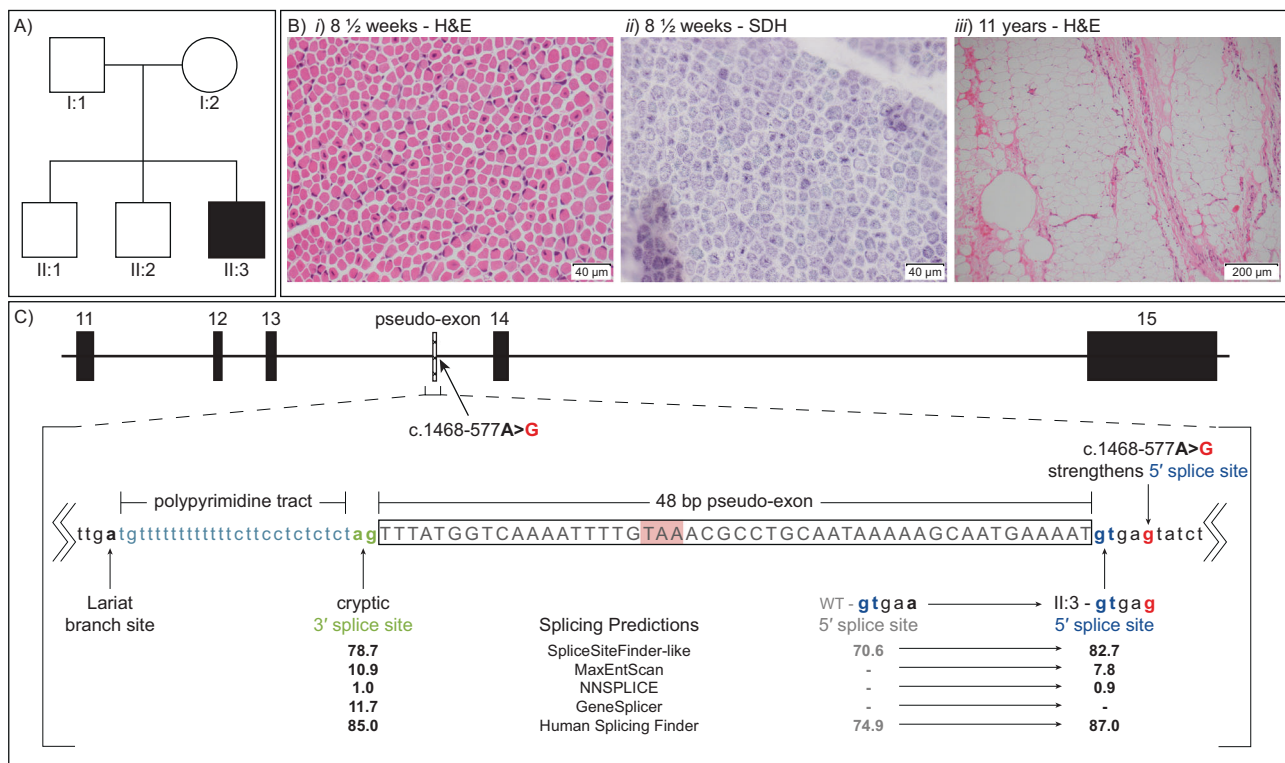 A)
I:1
I:2
II:1
II:2
II:3
B) i) 8 ½ weeks - H&E
ii) 8 ½ weeks - SDH
iii) 11 years - H&E
40 µm
40 µm
200 µm
C)
11
12
13
pseudo-exon
14
15
c.1468-577A>G
c.1468-577A>G
strengthens 5′ splice site
polypyrimidine tract
48 bp pseudo-exon
ttgatgtttttttttttttcttcctctctctagTTTATGGTCAAAATTTTGTAAACGCCTGCAATAAAAAGCAATGAAAATgtgagtatct
Lariat
branch site
cryptic
3′ splice site
Splicing Predictions
WT - gtgaa
5′ splice site
II:3 - gtgag
5′ splice site
78.7 SpliceSiteFinder-like 70.6 82.7
10.9 MaxEntScan - 7.8
1.0 NNSPLICE - 0.9
11.7 GeneSplicer - -
85.0 Human Splicing Finder 74.9 87.0